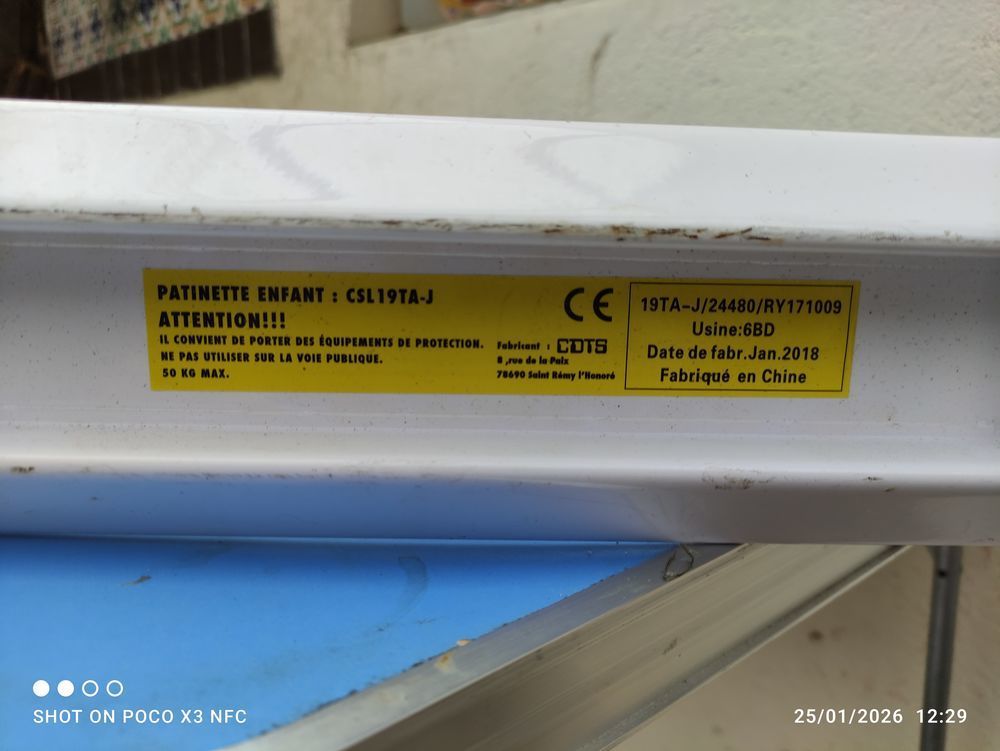 PATINETTE ENFANT : CSL19TA-J
ATTENTION!!!
IL CONVIENT DE PORTER DES ÉQUIPEMENTS DE PROTECTION.
NE PAS UTILISER SUR LA VOIE PUBLIQUE.
50 KG MAX.
CE
Fabricant : CDTS
8 ,rue de la Paix
78690 Saint Rémy l'Honoré
19TA-J/24480/RY171009
Usine:6BD
Date de fabr.Jan.2018
Fabriqué en Chine
SHOT ON POCO X3 NFC
25/01/2026 12:29